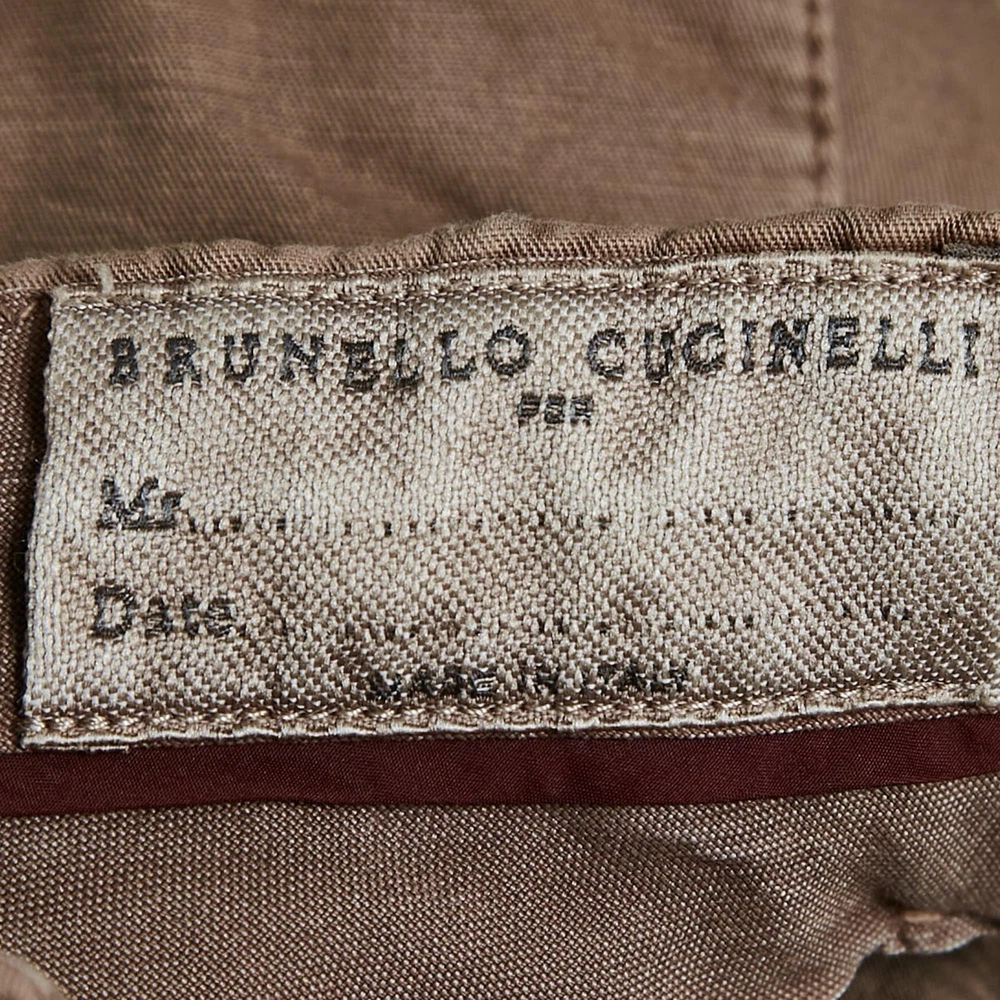 BRUNELLO CUCINELLI
PER
Mr.
Date
MADE IN ITALY